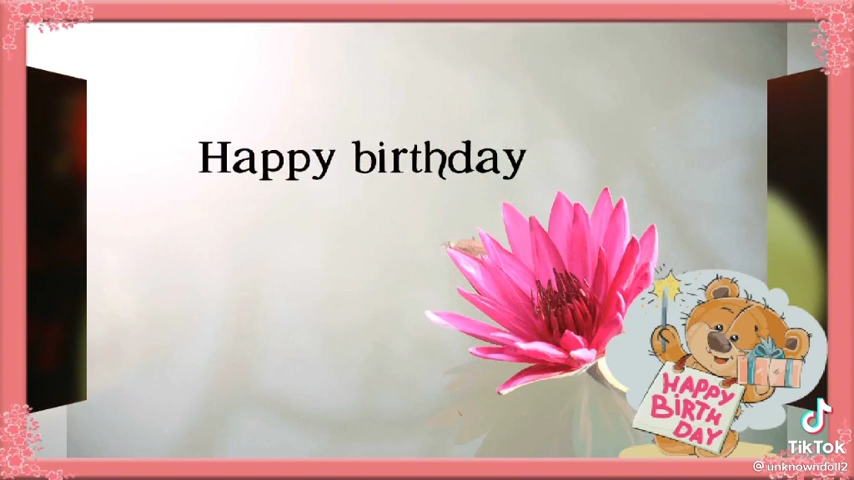 Happy birthday
HAPPY
BIRTH
DAY
TikTok
@unknowndoll2